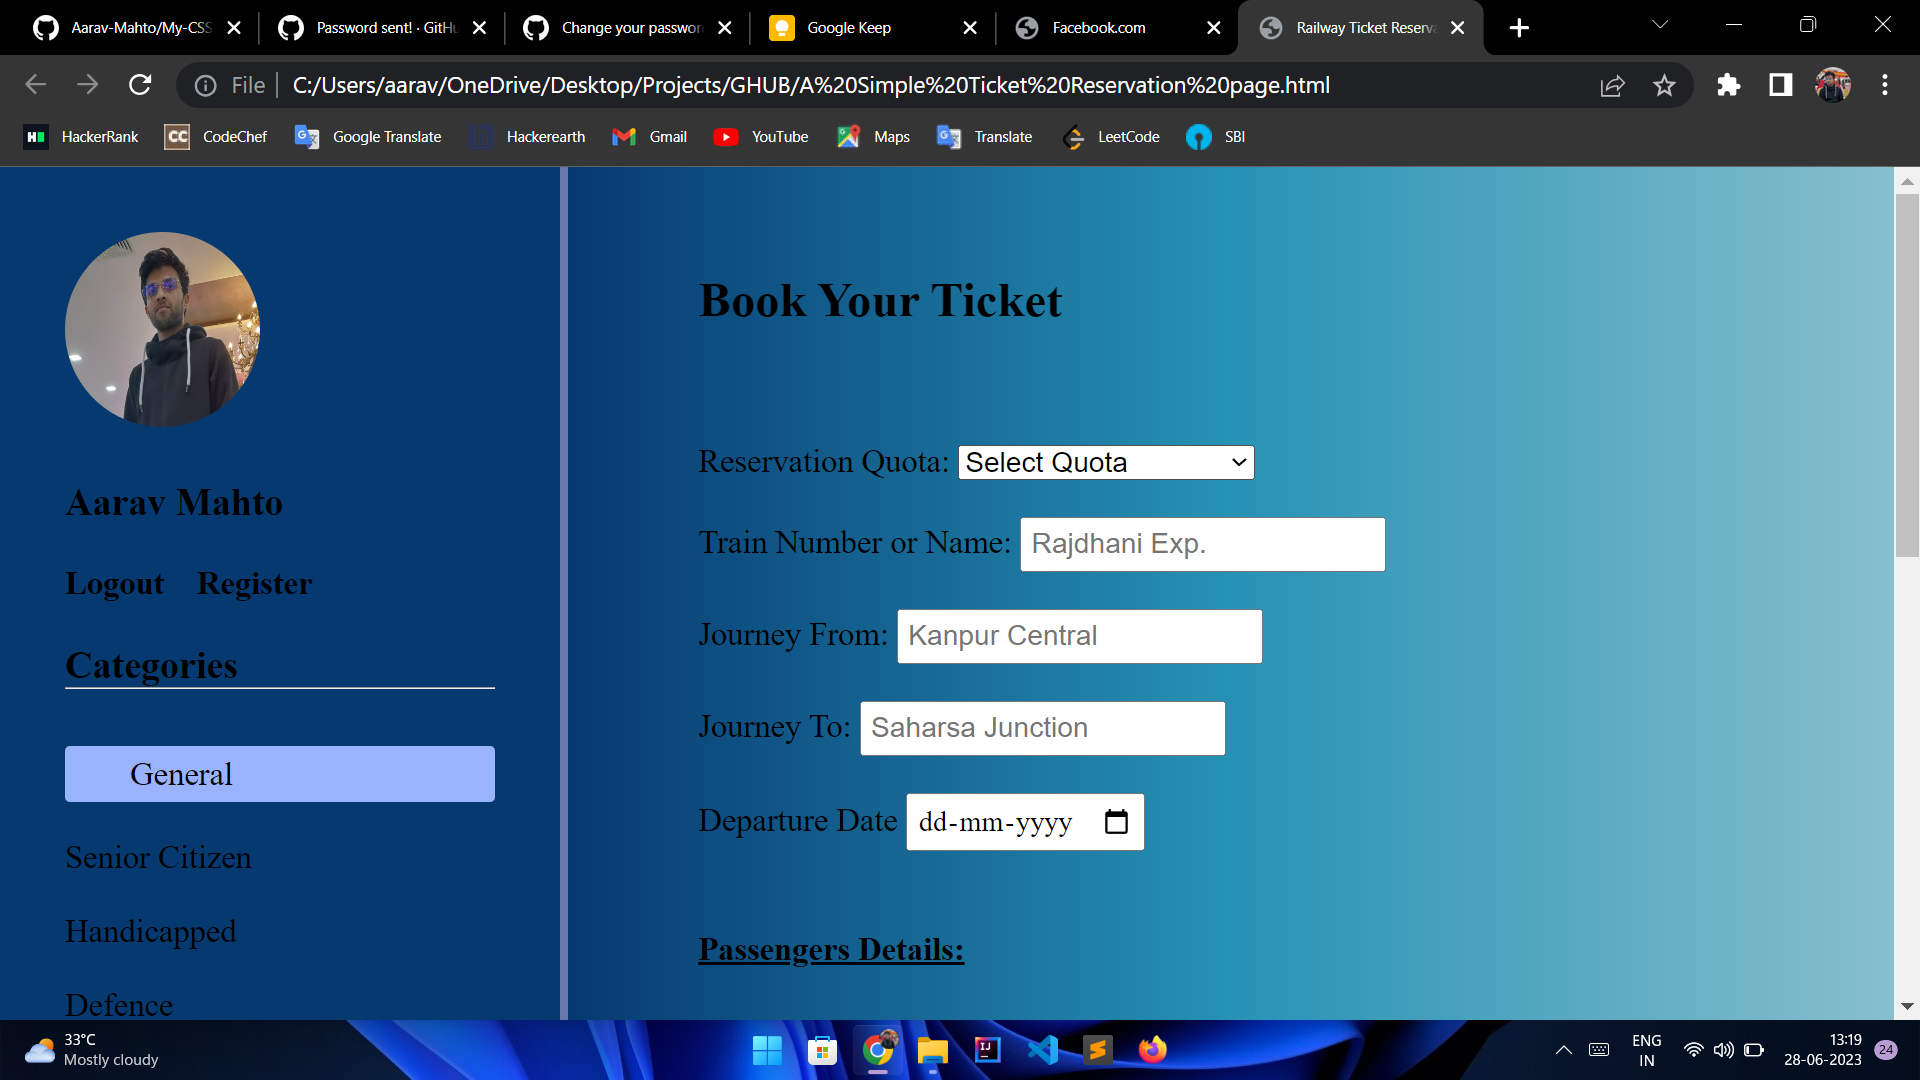 Aarav-Mahto/My-CSS
Password sent! · GitHu
Change your passwor
Google Keep
Facebook.com
Railway Ticket Reserva
File
C:/Users/aarav/OneDrive/Desktop/Projects/GHUB/A%20Simple%20Ticket%20Reservation%20page.html
HackerRank
CodeChef
Google Translate
Hackerearth
Gmail
YouTube
Maps
Translate
LeetCode
SBI
Aarav Mahto
Logout Register
Categories
General
Senior Citizen
Handicapped
Defence
Book Your Ticket
Reservation Quota: Select Quota
Train Number or Name: Rajdhani Exp.
Journey From: Kanpur Central
Journey To: Saharsa Junction
Departure Date dd-mm-yyyy
Passengers Details:
33°C
Mostly cloudy
ENG
IN
13:19
28-06-2023
24